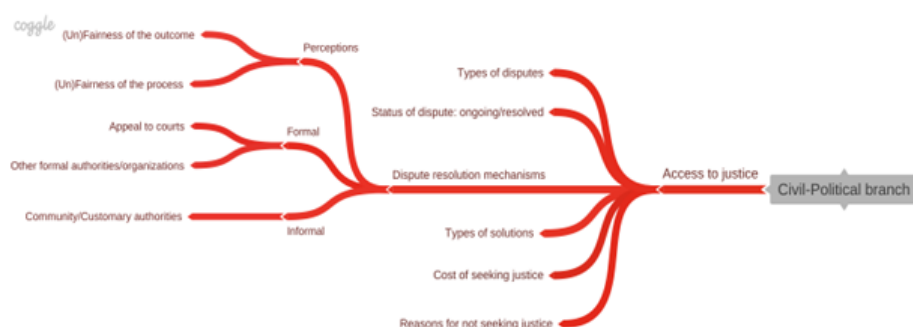 coggle
(Un)Fairness of the outcome
Perceptions
(Un)Fairness of the process
Types of disputes
Status of dispute: ongoing/resolved
Appeal to courts
Formal
Other formal authorities/organizations
Dispute resolution mechanisms
Access to justice
Civil-Political branch
Community/Customary authorities
Informal
Types of solutions
Cost of seeking justice
Reasons for not seeking justice